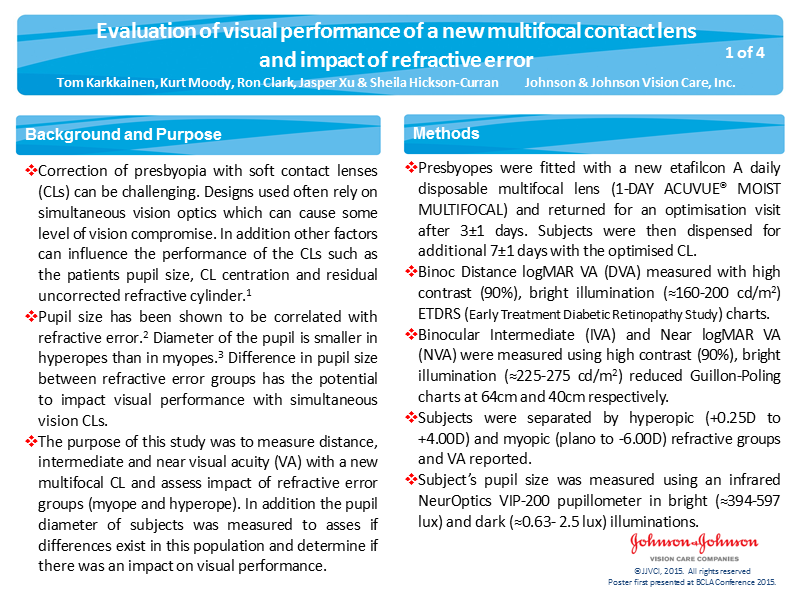 Evaluation of visual performance of a new multifocal contact lens
and impact of refractive error
1 of 4
Tom Karkkainen, Kurt Moody, Ron Clark, Jasper Xu & Sheila Hickson-Curran Johnson & Johnson Vision Care, Inc.
Background and Purpose
❖Correction of presbyopia with soft contact lenses
(CLs) can be challenging. Designs used often rely on
simultaneous vision optics which can cause some
level of vision compromise. In addition other factors
can influence the performance of the CLs such as
the patients pupil size, CL centration and residual
uncorrected refractive cylinder.¹
❖Pupil size has been shown to be correlated with
refractive error.² Diameter of the pupil is smaller in
hyperopes than in myopes.³ Difference in pupil size
between refractive error groups has the potential
to impact visual performance with simultaneous
vision CLs.
❖The purpose of this study was to measure distance,
intermediate and near visual acuity (VA) with a new
multifocal CL and assess impact of refractive error
groups (myope and hyperope). In addition the pupil
diameter of subjects was measured to asses if
differences exist in this population and determine if
there was an impact on visual performance.
Methods
❖Presbyopes were fitted with a new etafilcon A daily
disposable multifocal lens (1-DAY ACUVUE® MOIST
MULTIFOCAL) and returned for an optimisation visit
after 3±1 days. Subjects were then dispensed for
additional 7±1 days with the optimised CL.
❖Binoc Distance logMAR VA (DVA) measured with high
contrast (90%), bright illumination (≈160-200 cd/m²)
ETDRS (Early Treatment Diabetic Retinopathy Study) charts.
❖Binocular Intermediate (IVA) and Near logMAR VA
(NVA) were measured using high contrast (90%), bright
illumination (≈225-275 cd/m²) reduced Guillon-Poling
charts at 64cm and 40cm respectively.
❖Subjects were separated by hyperopic (+0.25D to
+4.00D) and myopic (plano to -6.00D) refractive groups
and VA reported.
❖Subject’s pupil size was measured using an infrared
NeurOptics VIP-200 pupillometer in bright (≈394-597
lux) and dark (≈0.63- 2.5 lux) illuminations.
Johnson & Johnson
VISION CARE COMPANIES
©JJVCI, 2015. All rights reserved
Poster first presented at BCLA Conference 2015.